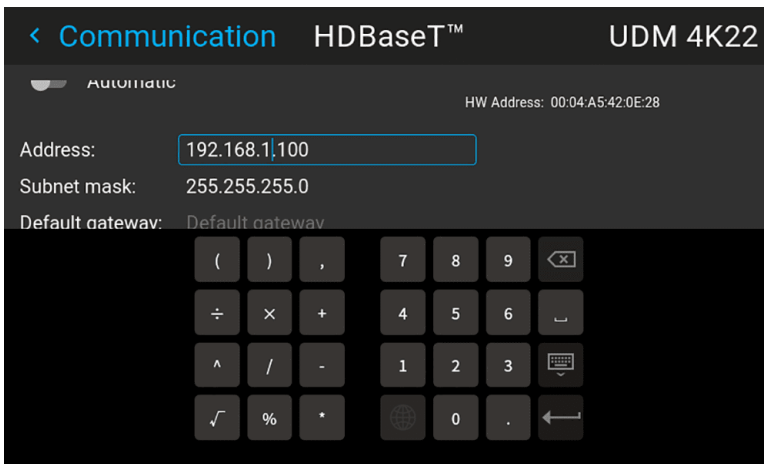 ‹ Communication HDBaseT™ UDM 4K22
Automatic
HW Address: 00:04:A5:42:0E:28
Address: 192.168.1.100
Subnet mask: 255.255.255.0
Default gateway: Default gateway
( ) , 7 8 9
÷ × + 4 5 6
^ / - 1 2 3
√ % * 0 .